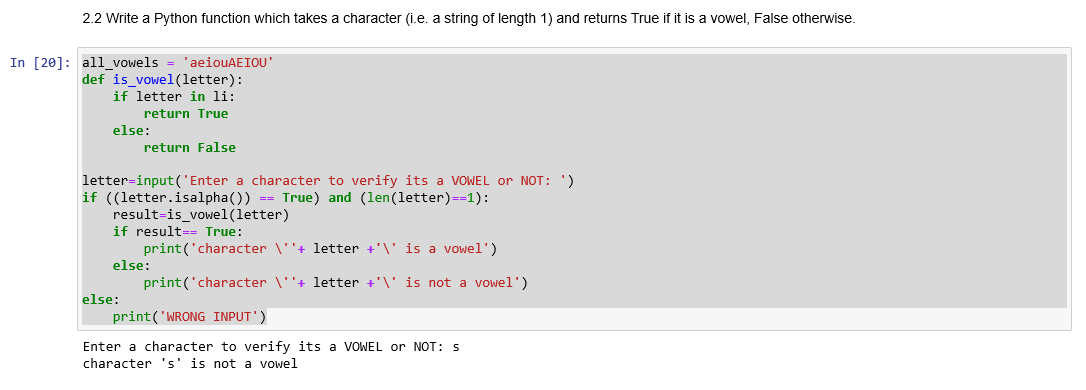 2.2 Write a Python function which takes a character (i.e. a string of length 1) and returns True if it is a vowel, False otherwise.
In [20]: all_vowels = 'aeiouAEIOU'
def is_vowel(letter):
    if letter in li:
        return True
    else:
        return False

letter=input('Enter a character to verify its a VOWEL or NOT: ')
if ((letter.isalpha()) == True) and (len(letter)==1):
    result=is_vowel(letter)
    if result== True:
        print('character \''+ letter +'\' is a vowel')
    else:
        print('character \''+ letter +'\' is not a vowel')
else:
    print('WRONG INPUT')
Enter a character to verify its a VOWEL or NOT: s
character 's' is not a vowel